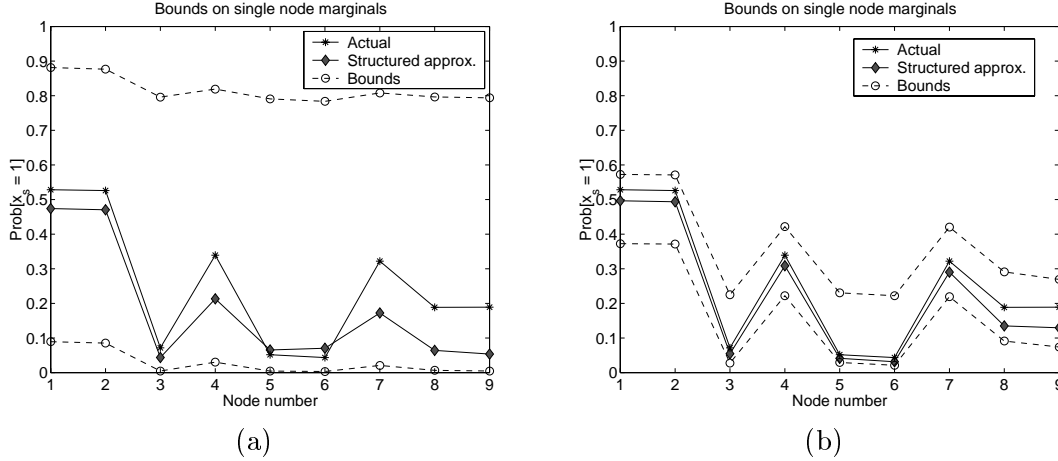 Bounds on single node marginals
1
0.9
0.8
0.7
0.6
0.5
0.4
0.3
0.2
0.1
0
Prob[x_s = 1]
Actual
Structured approx.
Bounds
1 2 3 4 5 6 7 8 9
Node number
(a)
Bounds on single node marginals
1
0.9
0.8
0.7
0.6
0.5
0.4
0.3
0.2
0.1
0
Prob[x_s = 1]
Actual
Structured approx.
Bounds
1 2 3 4 5 6 7 8 9
Node number
(b)